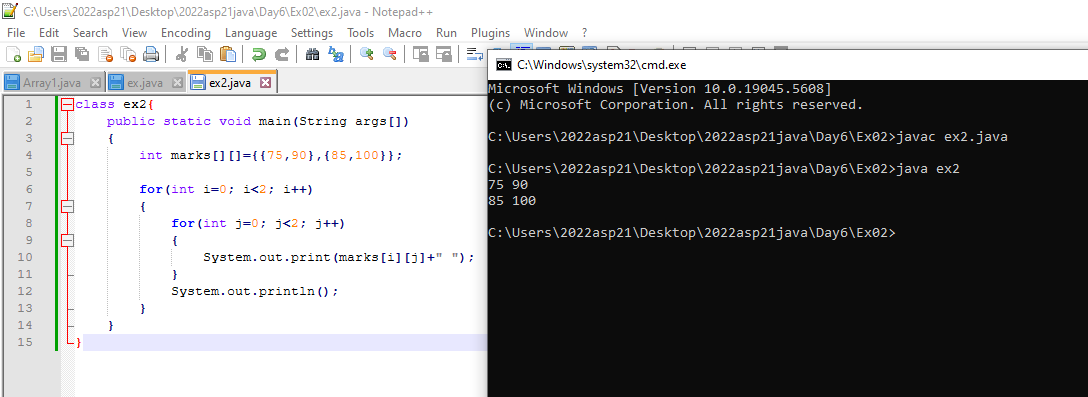 C:\Users\2022asp21\Desktop\2022asp21java\Day6\Ex02\ex2.java - Notepad++
File Edit Search View Encoding Language Settings Tools Macro Run Plugins Window ?
Array1.java ex.java ex2.java
1 class ex2{
2 public static void main(String args[])
3 {
4 int marks[][]={{75,90},{85,100}};
5
6 for(int i=0; i<2; i++)
7 {
8 for(int j=0; j<2; j++)
9 {
10 System.out.print(marks[i][j]+" ");
11 }
12 System.out.println();
13 }
14 }
15 }
C:\Windows\system32\cmd.exe
Microsoft Windows [Version 10.0.19045.5608]
(c) Microsoft Corporation. All rights reserved.
C:\Users\2022asp21\Desktop\2022asp21java\Day6\Ex02>javac ex2.java
C:\Users\2022asp21\Desktop\2022asp21java\Day6\Ex02>java ex2
75 90
85 100
C:\Users\2022asp21\Desktop\2022asp21java\Day6\Ex02>